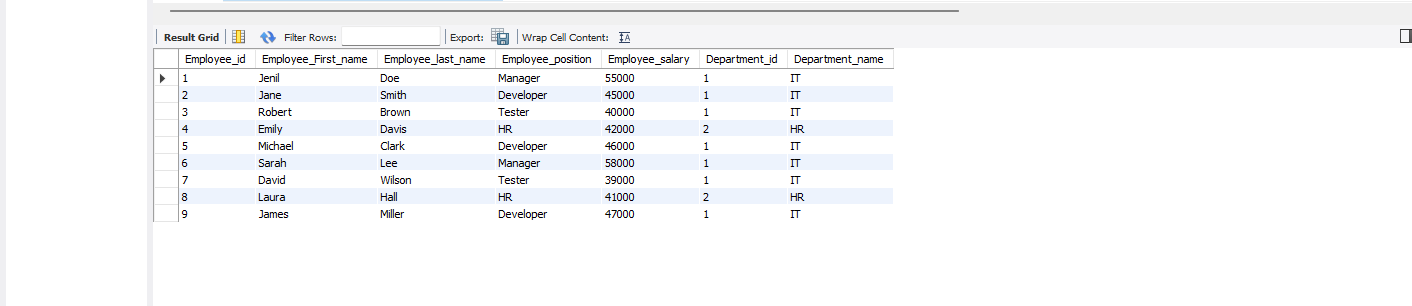 Result Grid Filter Rows: Export: Wrap Cell Content:
Employee_id Employee_First_name Employee_last_name Employee_position Employee_salary Department_id Department_name
1 Jenil Doe Manager 55000 1 IT
2 Jane Smith Developer 45000 1 IT
3 Robert Brown Tester 40000 1 IT
4 Emily Davis HR 42000 2 HR
5 Michael Clark Developer 46000 1 IT
6 Sarah Lee Manager 58000 1 IT
7 David Wilson Tester 39000 1 IT
8 Laura Hall HR 41000 2 HR
9 James Miller Developer 47000 1 IT